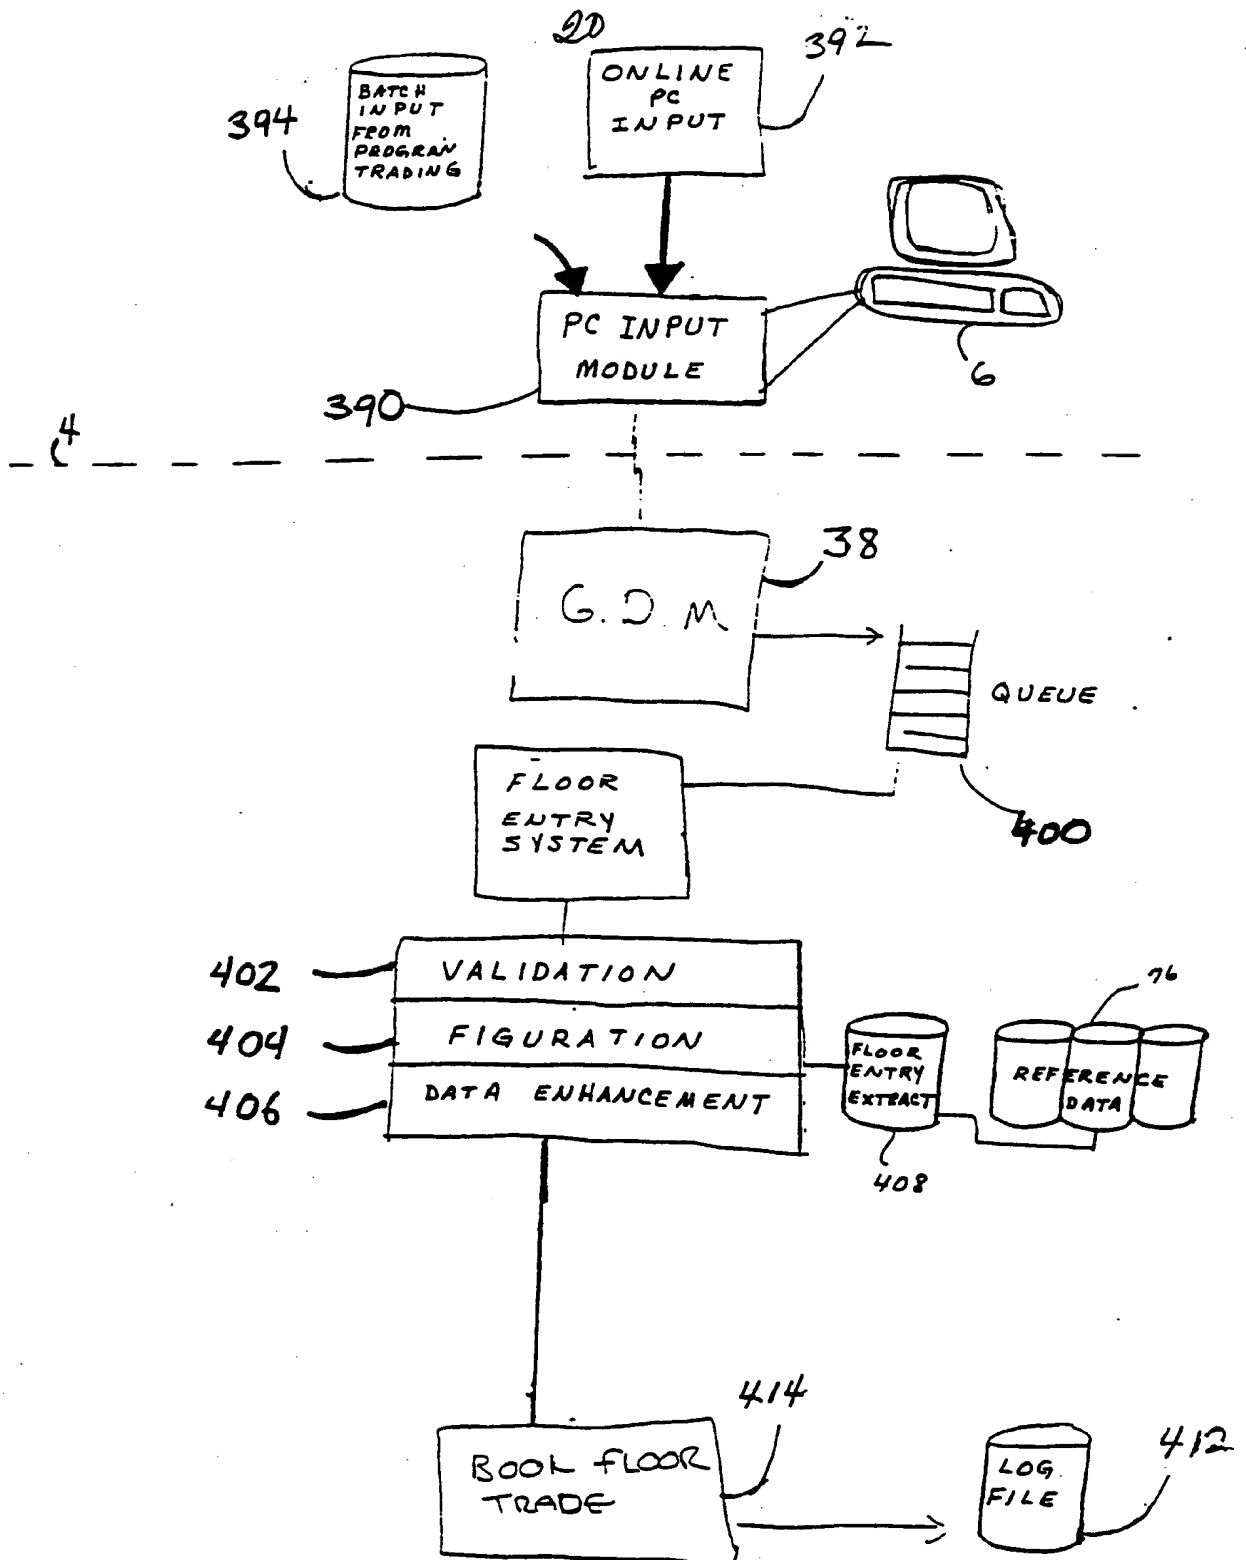 20
392
ONLINE
PC
INPUT
BATCH
INPUT
FROM
PROGRAM
TRADING
394
PC INPUT
MODULE
6
390
4
38
G.D.M
QUEUE
400
FLOOR
ENTRY
SYSTEM
402
VALIDATION
76
404
FIGURATION
FLOOR
ENTRY
EXTRACT
REFERENCE
DATA
406
DATA ENHANCEMENT
408
414
412
BOOK FLOOR
TRADE
LOG
FILE